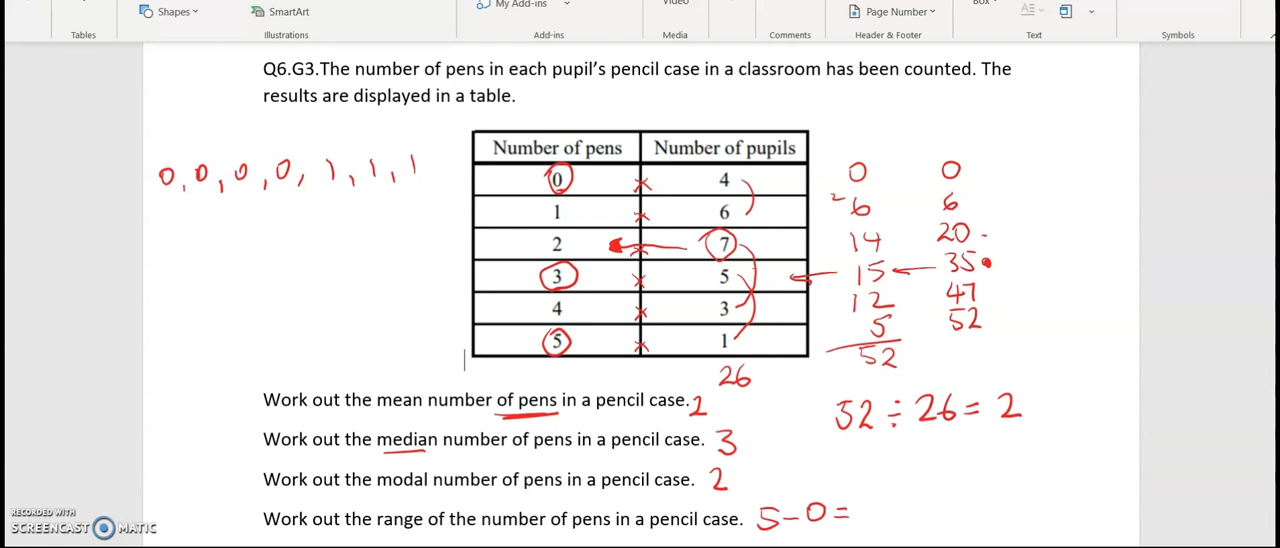 My Add-ins
Video
Box
Shapes
SmartArt
Page Number
Tables
Illustrations
Add-ins
Media
Comments
Header & Footer
Text
Symbols
Q6.G3.The number of pens in each pupil's pencil case in a classroom has been counted. The
results are displayed in a table.
0, 0, 0, 0, 1, 1, 1
Number of pens Number of pupils
0 × 4 0 0
1 × 6 6 6
2 × 7 14 20
3 × 5 15 35
4 × 3 12 47
5 × 1 5 52
52
26
Work out the mean number of pens in a pencil case. 2
52 ÷ 26 = 2
Work out the median number of pens in a pencil case. 3
Work out the modal number of pens in a pencil case. 2
Work out the range of the number of pens in a pencil case. 5 - 0 =
RECORDED WITH
SCREENCAST MATIC